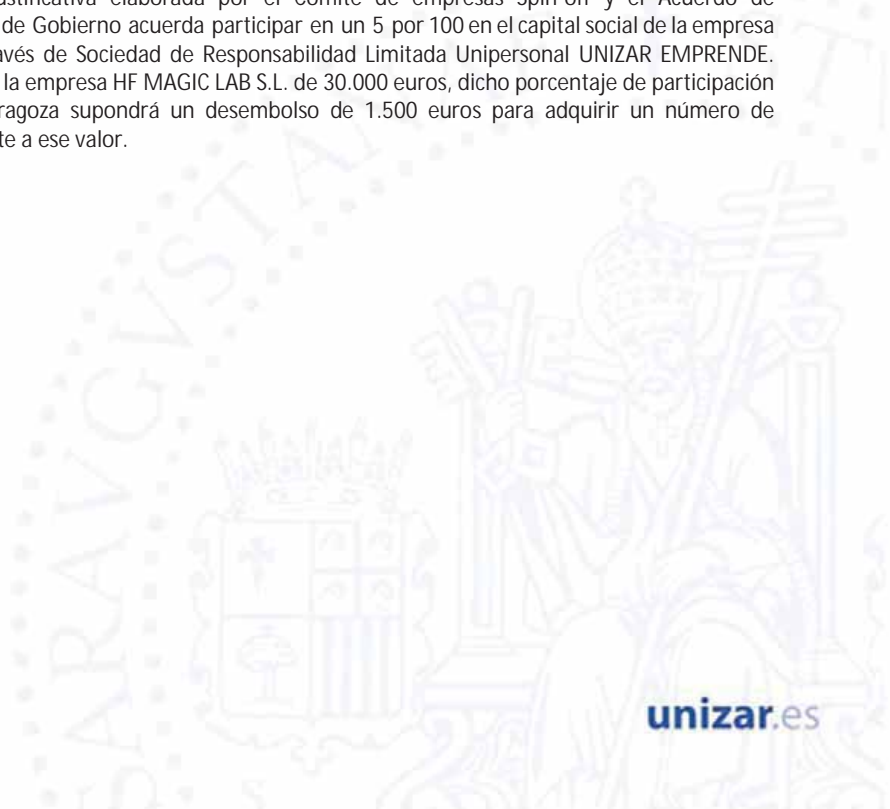 de Gobierno acuerda participar en un 5 por 100 en el capital social de la empresa
avés de Sociedad de Responsabilidad Limitada Unipersonal UNIZAR EMPRENDE.
la empresa HF MAGIC LAB S.L. de 30.000 euros, dicho porcentaje de participación
ragoza supondrá un desembolso de 1.500 euros para adquirir un número de
te a ese valor.
SARAVGVSTAN
unizar.es